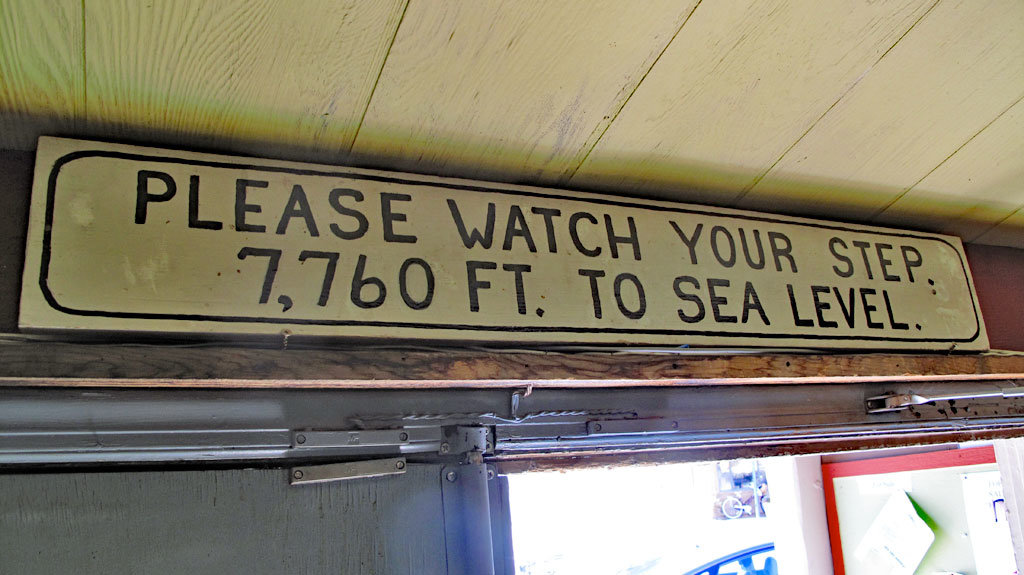 PLEASE WATCH YOUR STEP.
7,760 FT. TO SEA LEVEL.